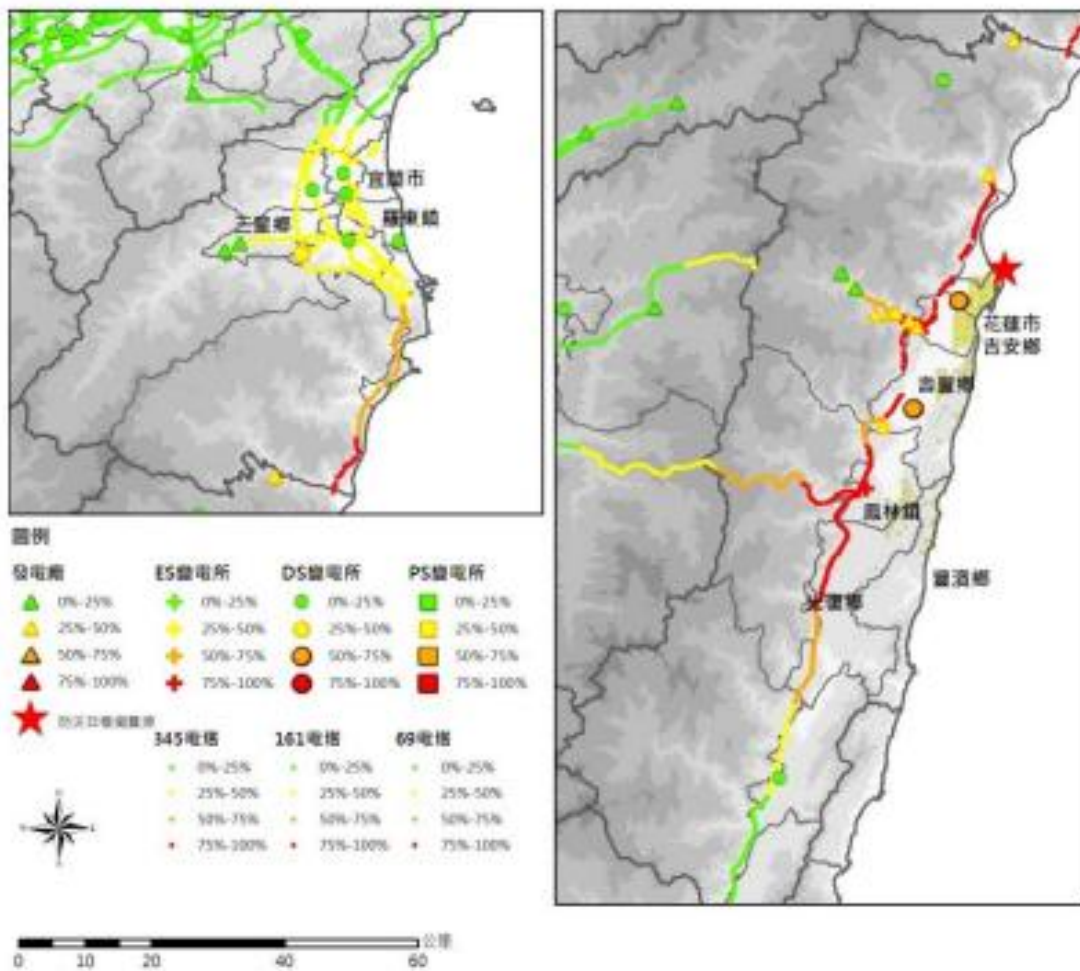 宜蘭市
羅東鎮
三星鄉
花蓮市
吉安鄉
壽豐鄉
鳳林鎮
豐濱鄉
光復鄉
圖例
發電廠 ES變電所 DS變電所 PS變電所
0%-25% 0%-25% 0%-25% 0%-25%
25%-50% 25%-50% 25%-50% 25%-50%
50%-75% 50%-75% 50%-75% 50%-75%
75%-100% 75%-100% 75%-100% 75%-100%
345電塔 161電塔 69電塔
0%-25% 0%-25% 0%-25%
25%-50% 25%-50% 25%-50%
50%-75% 50%-75% 50%-75%
75%-100% 75%-100% 75%-100%
公里
0 10 20 40 60